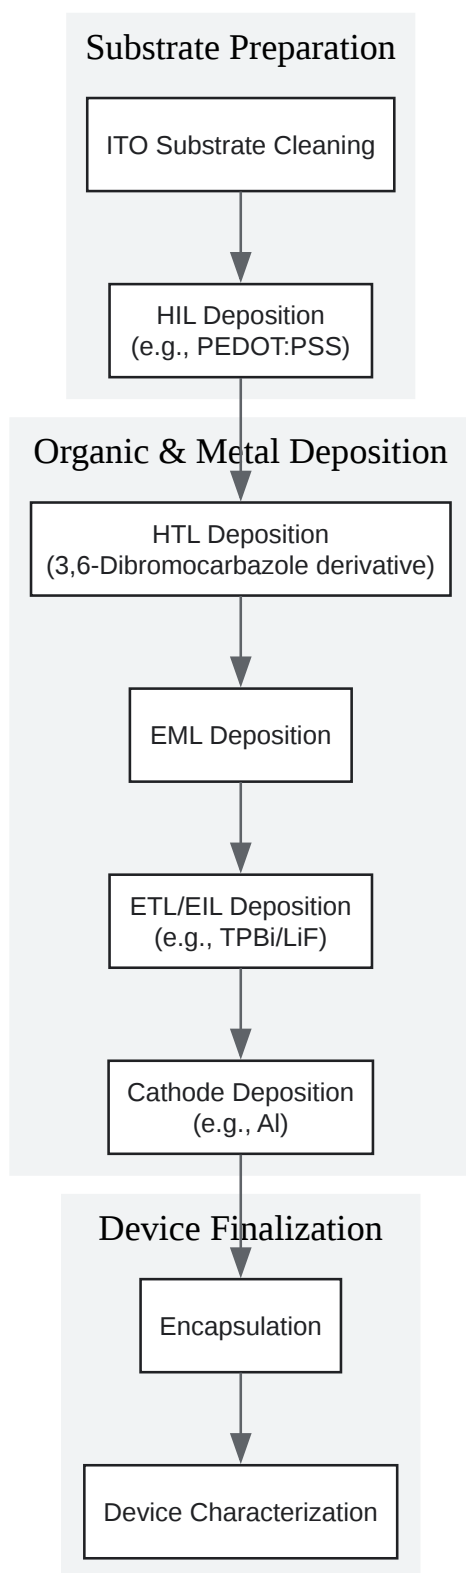 Substrate Preparation
ITO Substrate Cleaning
HIL Deposition
(e.g., PEDOT:PSS)
Organic & Metal Deposition
HTL Deposition
(3,6-Dibromocarbazole derivative)
EML Deposition
ETL/EIL Deposition
(e.g., TPBi/LiF)
Cathode Deposition
(e.g., Al)
Device Finalization
Encapsulation
Device Characterization